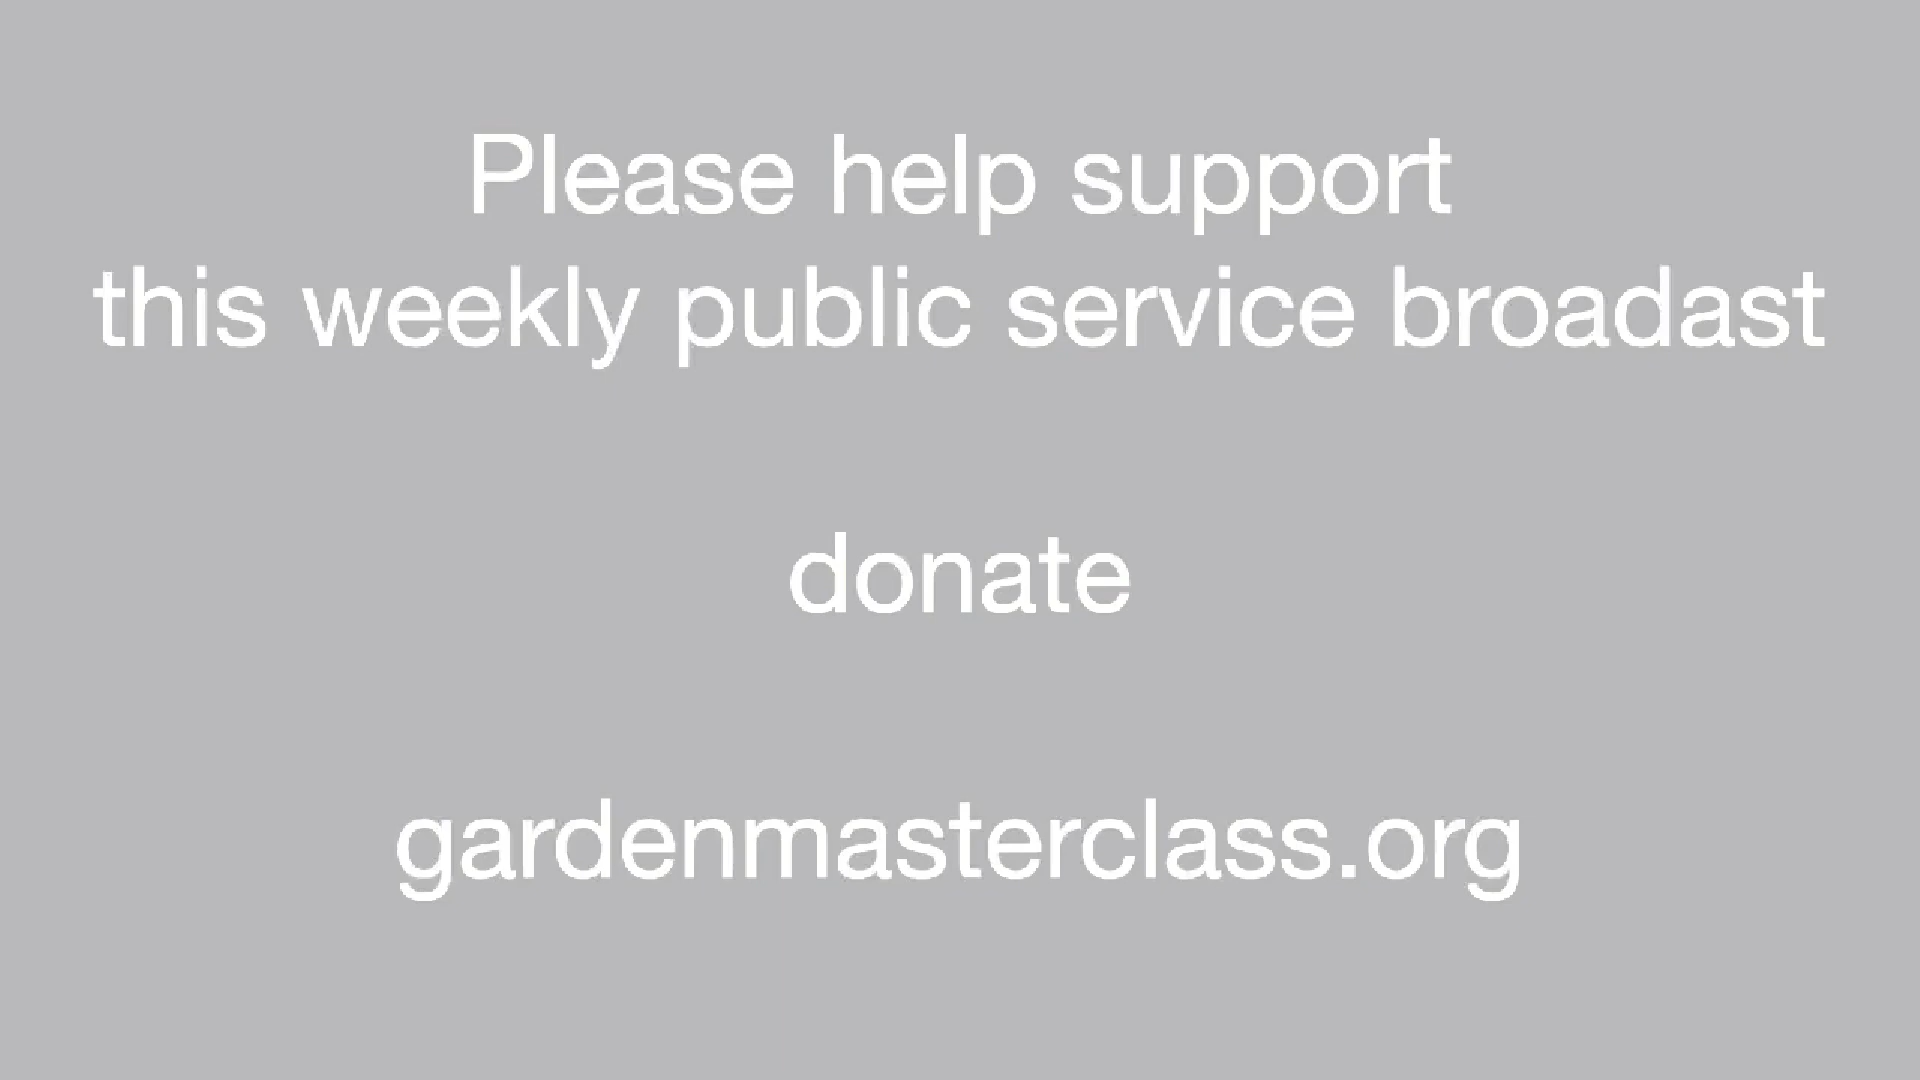 Please help support
this weekly public service broadast
donate
gardenmasterclass.org